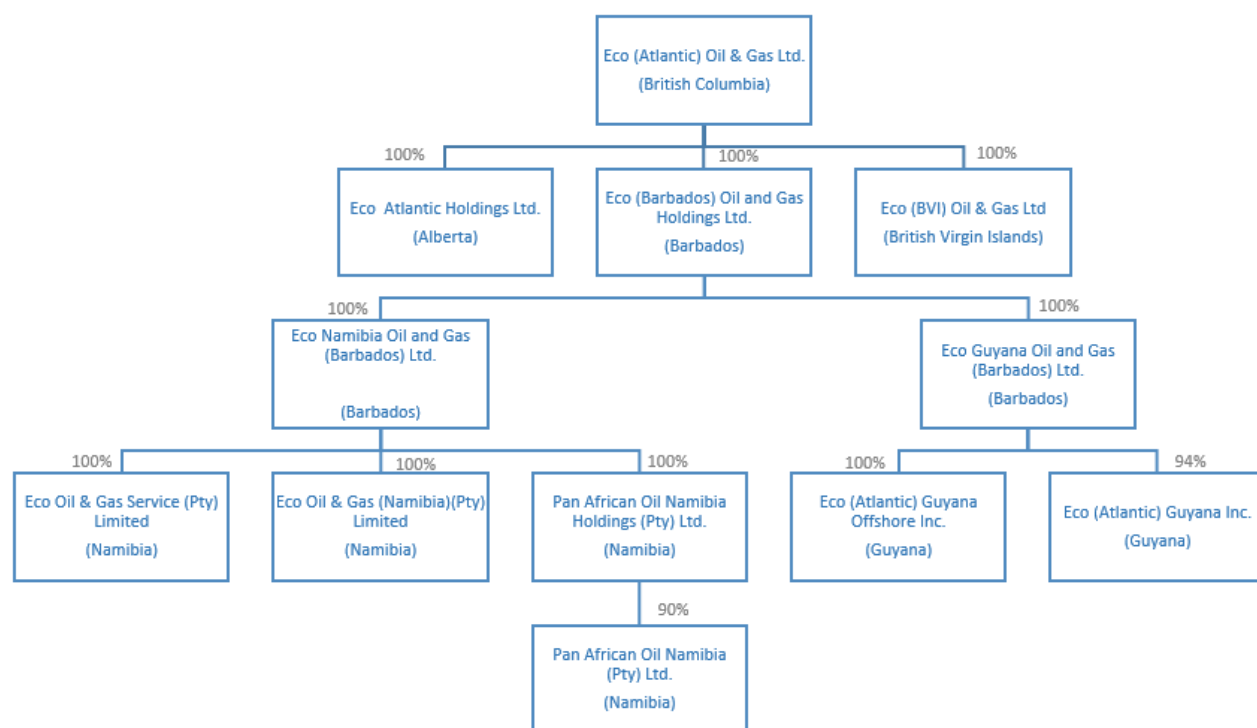 Eco (Atlantic) Oil & Gas Ltd.
(British Columbia)
100%
100%
100%
Eco Atlantic Holdings Ltd.
(Alberta)
Eco (Barbados) Oil and Gas
Holdings Ltd.
(Barbados)
Eco (BVI) Oil & Gas Ltd
(British Virgin Islands)
100%
100%
Eco Namibia Oil and Gas
(Barbados) Ltd.
(Barbados)
Eco Guyana Oil and Gas
(Barbados) Ltd.
(Barbados)
100%
100%
100%
100%
94%
Eco Oil & Gas Service (Pty)
Limited
(Namibia)
Eco Oil & Gas (Namibia)(Pty)
Limited
(Namibia)
Pan African Oil Namibia
Holdings (Pty) Ltd.
(Namibia)
Eco (Atlantic) Guyana
Offshore Inc.
(Guyana)
Eco (Atlantic) Guyana Inc.
(Guyana)
90%
Pan African Oil Namibia
(Pty) Ltd.
(Namibia)